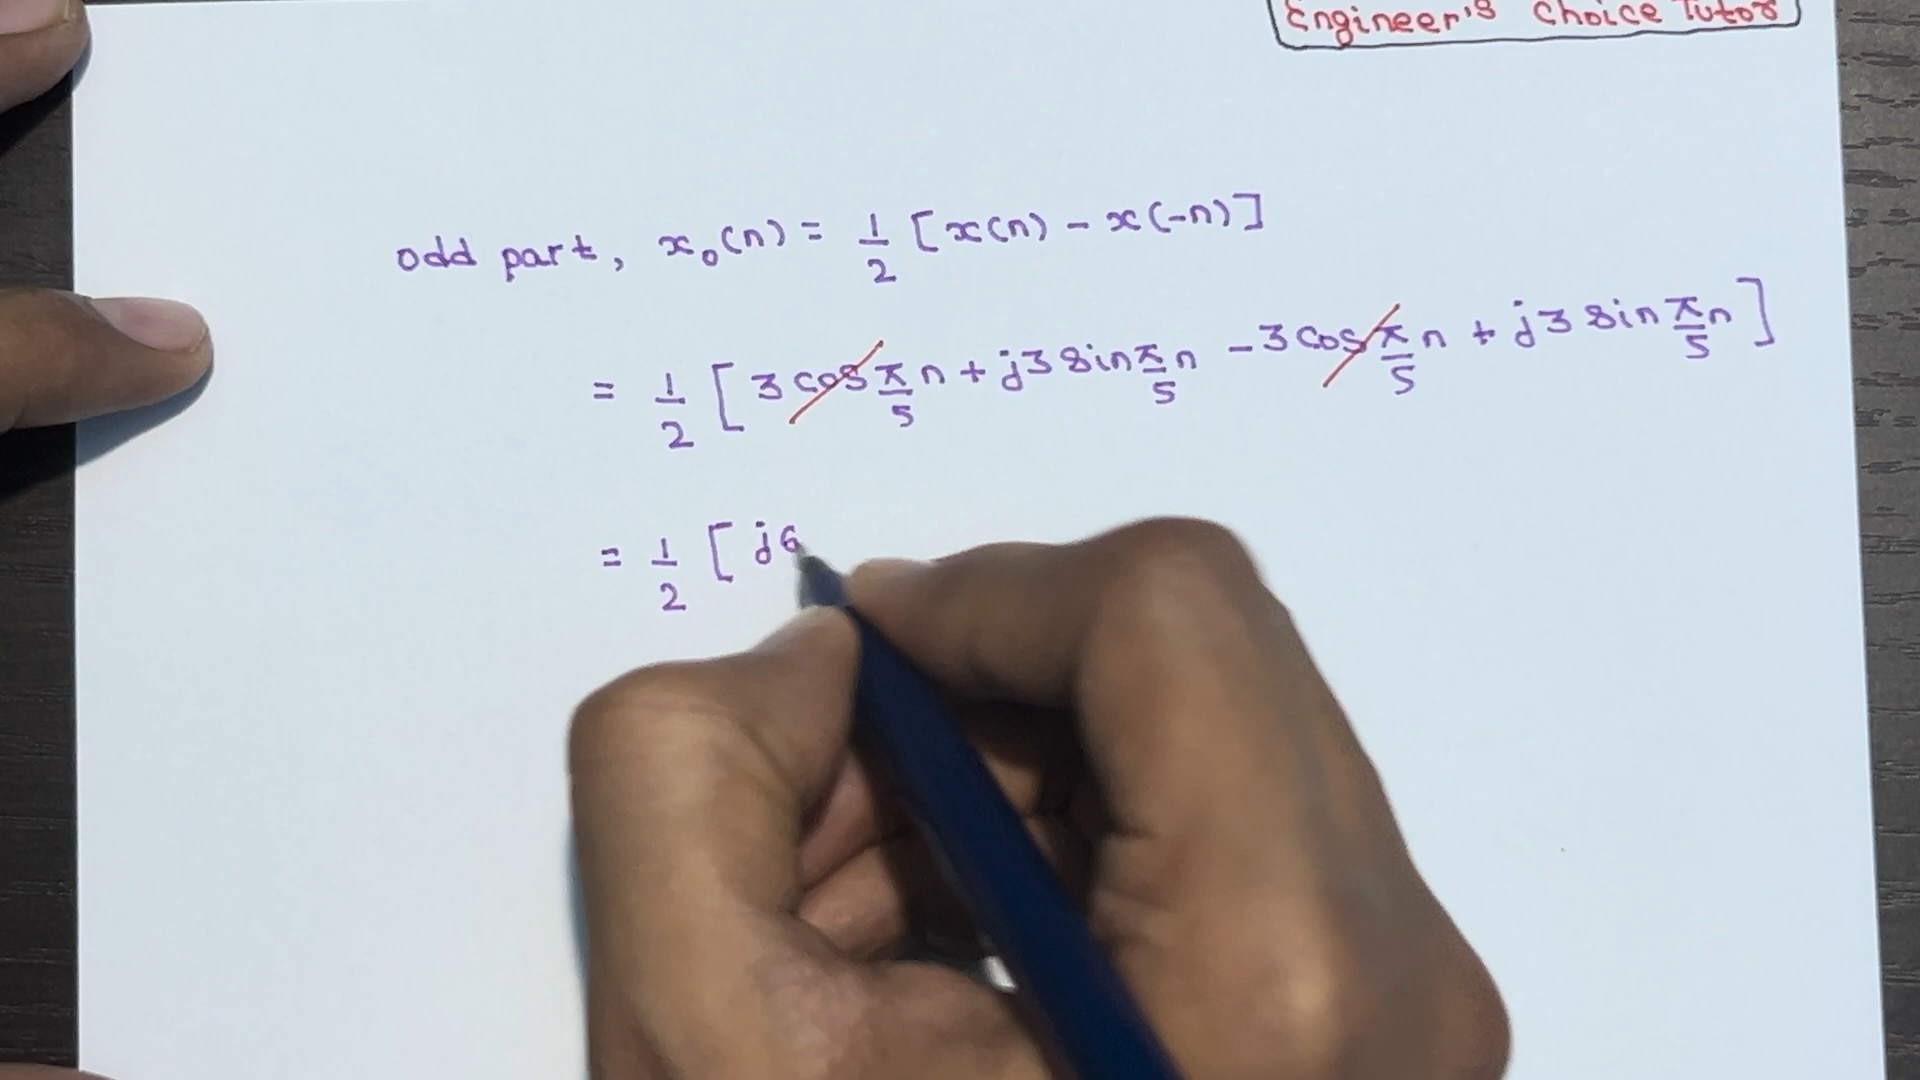 Engineer's Choice Tutor
odd part, x₀(n) = 1/2 [x(n) - x(-n)]
= 1/2 [3 cos π/5 n + j3 sin π/5 n - 3 cos π/5 n + j3 sin π/5 n]
= 1/2 [j6